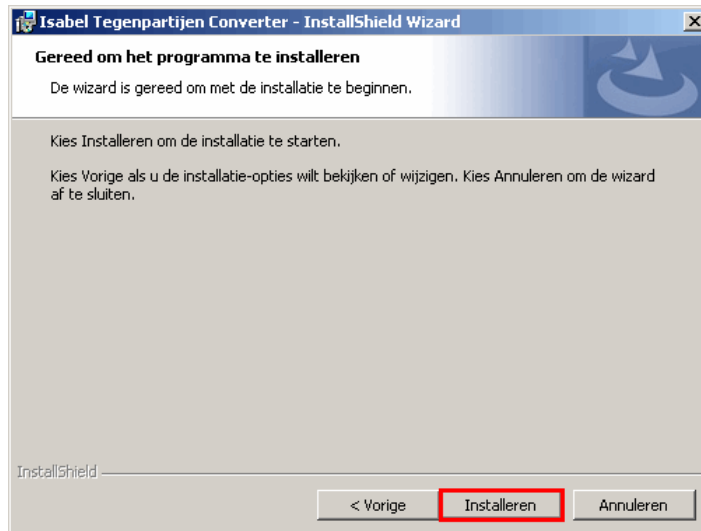 Isabel Tegenpartijen Converter - InstallShield Wizard
Gereed om het programma te installeren
De wizard is gereed om met de installatie te beginnen.
Kies Installeren om de installatie te starten.
Kies Vorige als u de installatie-opties wilt bekijken of wijzigen. Kies Annuleren om de wizard
af te sluiten.
InstallShield
< Vorige Installeren Annuleren